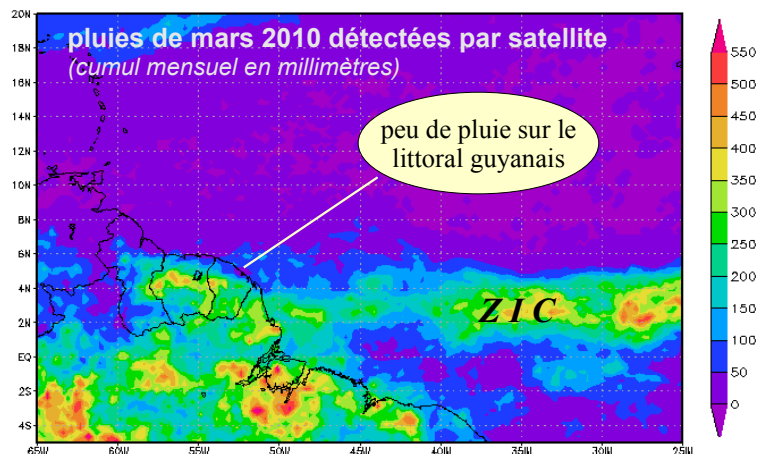 pluies de mars 2010 détectées par satellite
(cumul mensuel en millimètres)
peu de pluie sur le
littoral guyanais
Z I C
20N
18N
16N
14N
12N
10N
8N
6N
4N
2N
EQ
2S
4S
65W
60W
55W
50W
45W
40W
35W
30W
25W
550
500
450
400
350
300
250
200
150
100
50
0